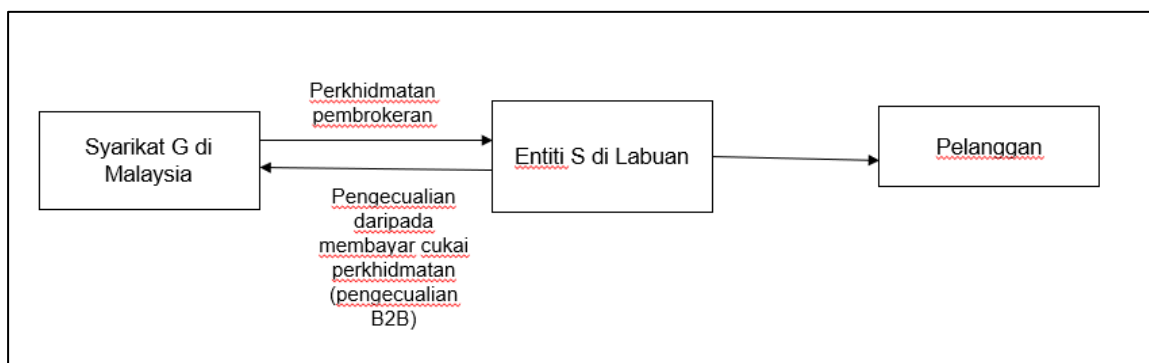 Perkhidmatan
pembrokeran
Syarikat G di
Malaysia
Entiti S di Labuan
Pelanggan
Pengecualian
daripada
membayar cukai
perkhidmatan
(pengecualian
B2B)